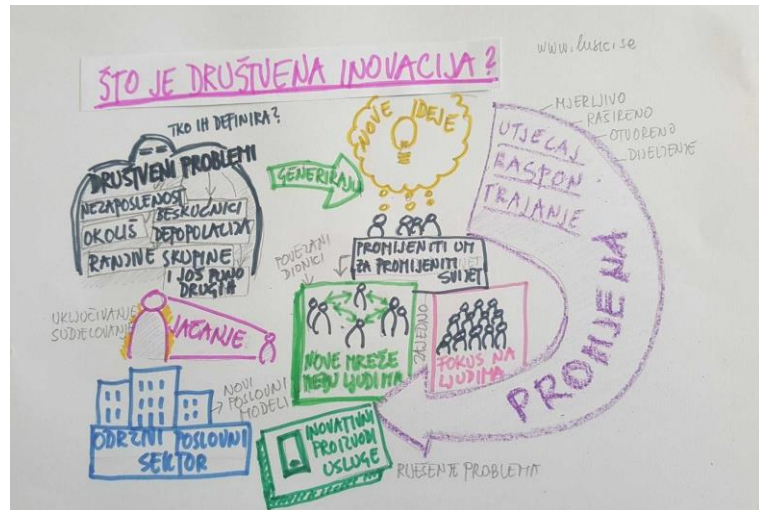 www.lusic.se
ŠTO JE DRUŠTVENA INOVACIJA?
TKO IH DEFINIRA?
DRUŠTVENI PROBLEMI
NEZAPOSLENOST
BESKUĆNICI
OKOLIŠ
DEPOPULACIJA
RANJIVE SKUPINE
I JOŠ PUNO
DRUGIH
GENERIRAJU
NOVE IDEJE
PROMIJENITI UM
ZA PROMIJENITI
SVIJET
MJERLJIVO
RAŠIRENO
OTVORENO
DIJELJENJE
UTJECAJ
RASPON
TRAJANJE
PROMJENA
POVEZANI
DIONICI
NOVE MREŽE
MEĐU LJUDIMA
ZAJEDNO
FOKUS NA
LJUDIMA
UKLJUČIVANJE
SUDJELOVANJE
JAČANJE
NOVI
POSLOVNI
MODELI
ODRŽIVI POSLOVNI
SEKTOR
INOVATIVNI
PROIZVODI
USLUGE
RJEŠENJE PROBLEMA